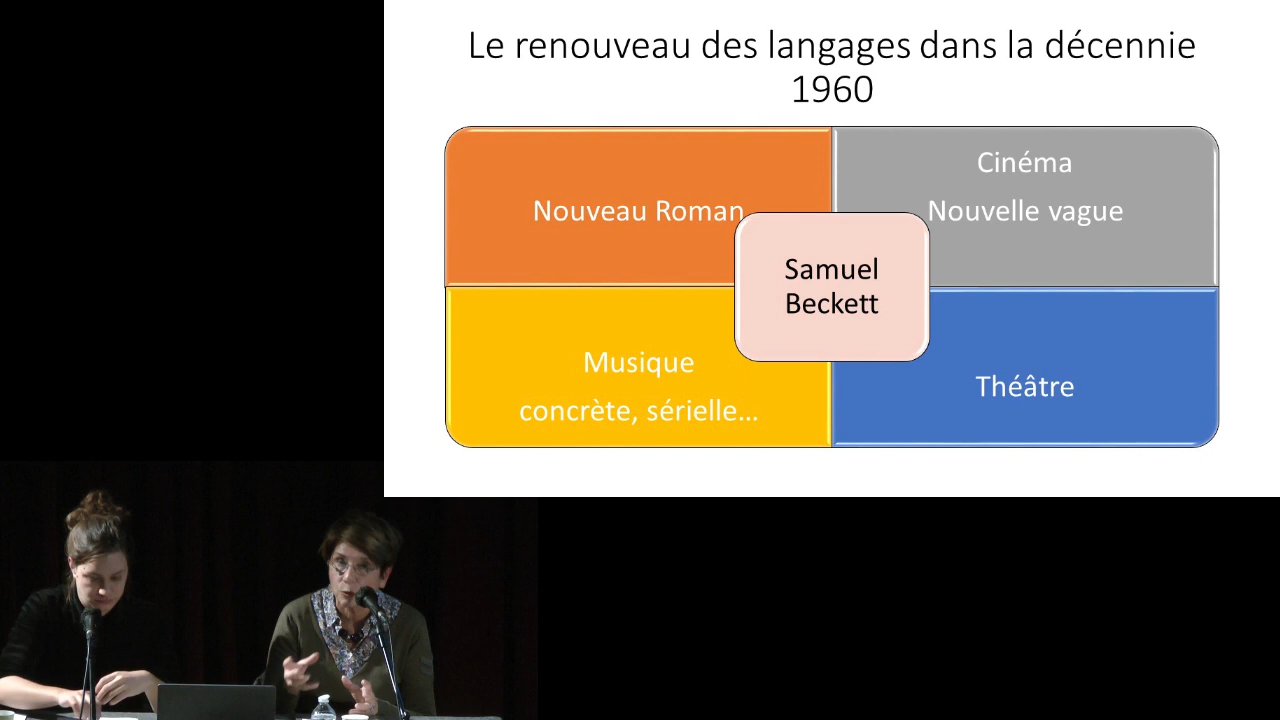 Le renouveau des langages dans la décennie
1960
Nouveau Roman
Cinéma
Nouvelle vague
Samuel
Beckett
Musique
concrète, sérielle…
Théâtre